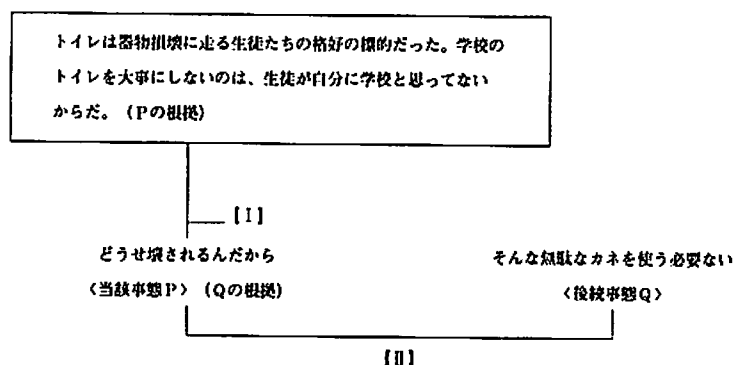 トイレは器物損壊に走る生徒たちの格好の標的だった。学校の
トイレを大事にしないのは、生徒が自分に学校と思ってない
からだ。（Pの根拠）
[I]
どうせ壊されるんだから
〈当該事態P〉（Qの根拠）
そんな無駄なカネを使う必要ない
〈後続事態Q〉
[II]